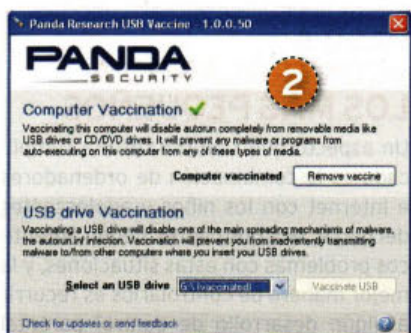 Panda Research USB Vaccine - 1.0.0.50
PANDA
SECURITY
2
Computer Vaccination
Vaccinating this computer will disable autorun completely from removable media like
USB drives or CD/DVD drives. It will prevent any malware or programs from
auto-executing on this computer from any of these types of media.
Computer vaccinated
Remove vaccine
USB drive Vaccination
Vaccinating a USB drive will disable one of the main spreading mechanisms of malware,
the autorun.inf infection. Vaccination will prevent you from inadvertently transmitting
malware to/from other computers where you insert your USB drives.
Select an USB drive
G:\ (vaccinated)
Vaccinate USB
Check for updates or send feedback